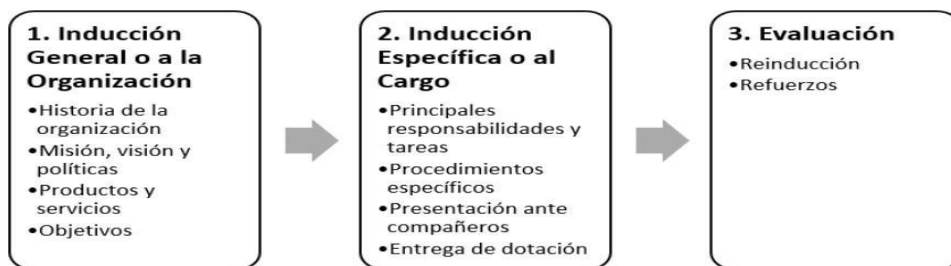 1. Inducción
General o a la
Organización
•Historia de la
organización
•Misión, visión y
políticas
•Productos y
servicios
•Objetivos
2. Inducción
Específica o al
Cargo
•Principales
responsabilidades y
tareas
•Procedimientos
específicos
•Presentación ante
compañeros
•Entrega de dotación
3. Evaluación
•Reinducción
•Refuerzos